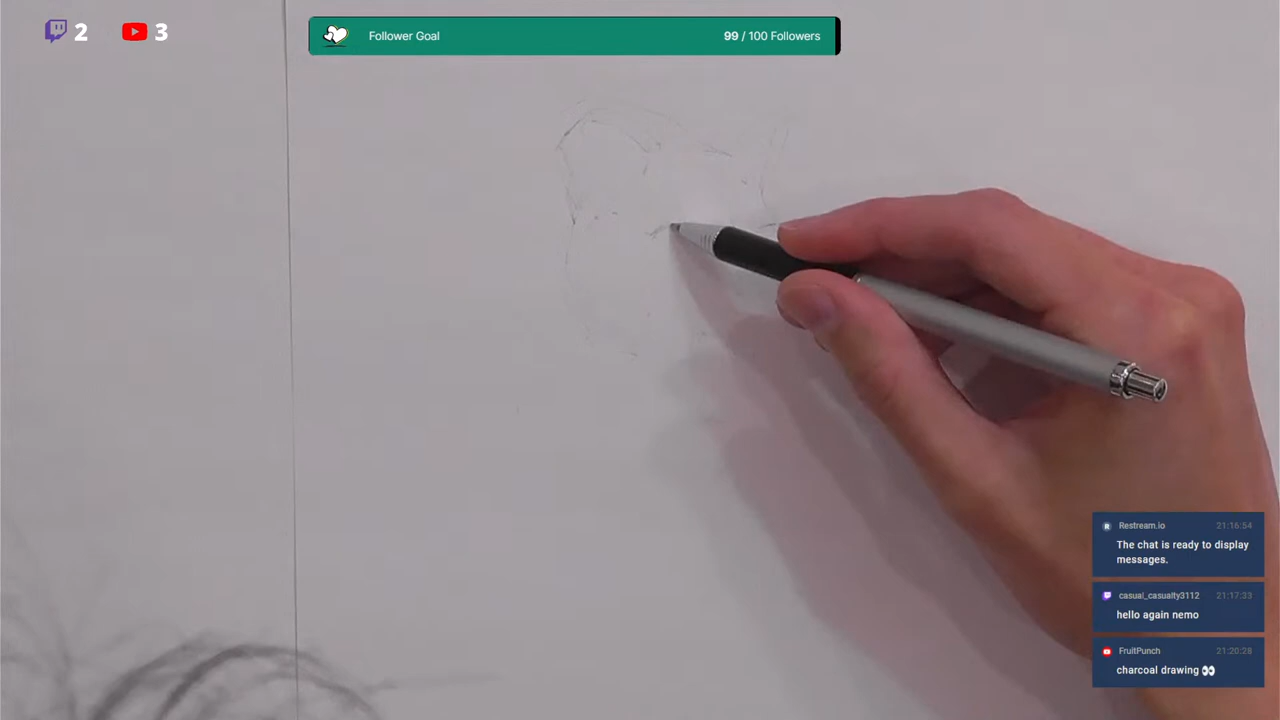 2 3
Follower Goal 99 / 100 Followers
Restream.io 21:16:54
The chat is ready to display
messages.
casual_casualty3112 21:17:33
hello again nemo
FruitPunch 21:20:28
charcoal drawing 👀